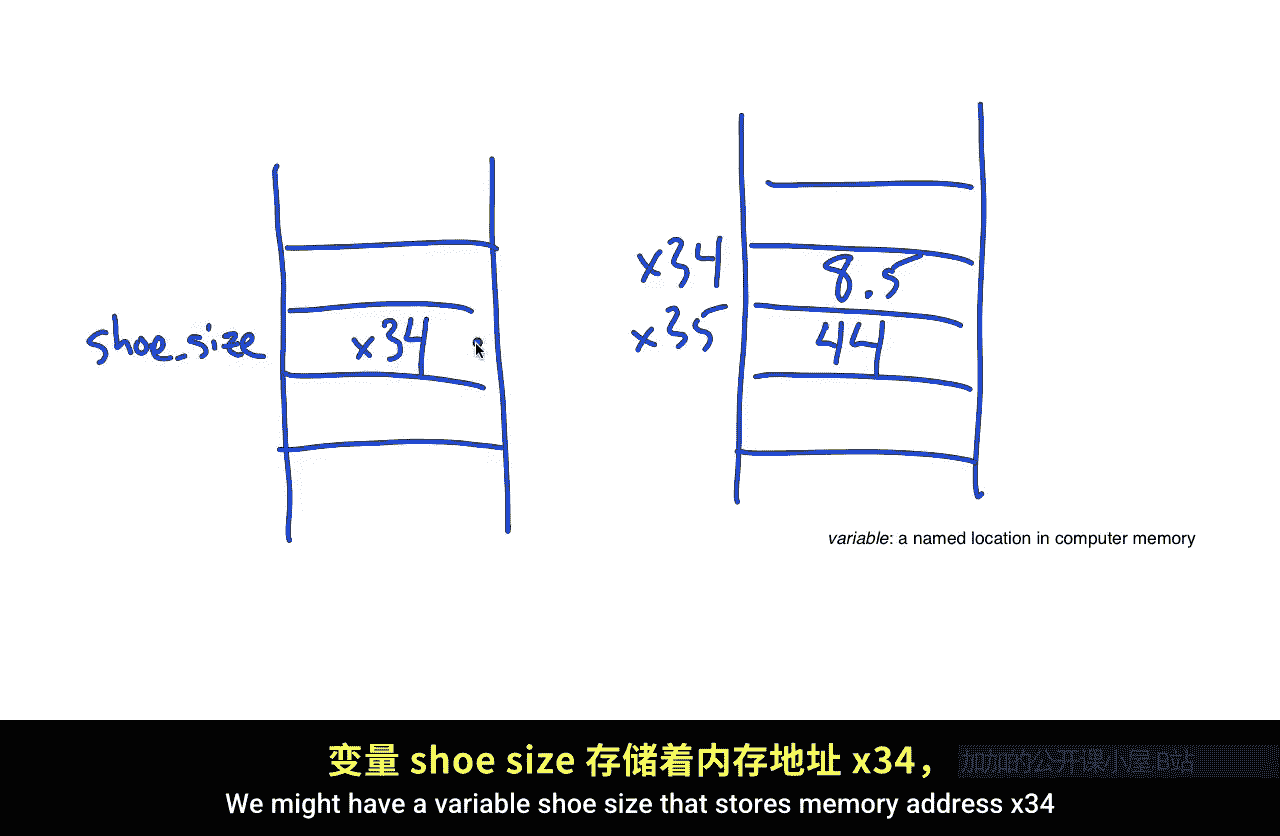 x34
8.5
x35
44
shoe_size
x34
variable: a named location in computer memory
变量 shoe size 存储着内存地址 x34，
加加的公开课小屋 B站
We might have a variable shoe size that stores memory address x34